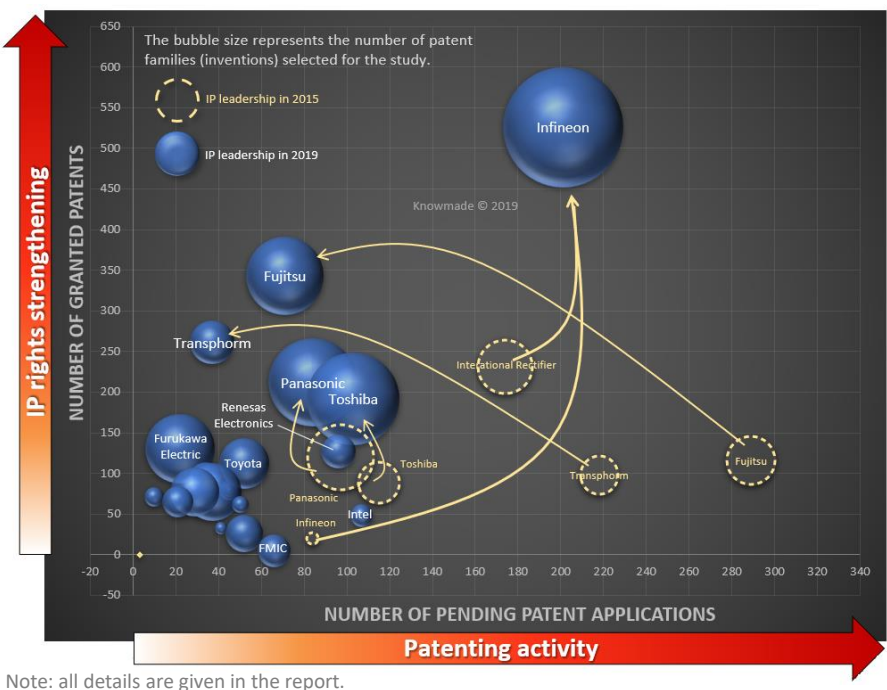 The bubble size represents the number of patent
families (inventions) selected for the study.
IP leadership in 2015
IP leadership in 2019
Knowmade © 2019
IP rights strengthening
NUMBER OF GRANTED PATENTS
650
600
550
500
450
400
350
300
250
200
150
100
50
0
-50
Infineon
Fujitsu
Transphorm
Interational Rectifier
Panasonic
Toshiba
Renesas
Electronics
Furukawa
Electric
Toyota
Toshiba
Transphorm
Fujitsu
Panasonic
Intel
Infineon
FMIC
-20 0 20 40 60 80 100 120 140 160 180 200 220 240 260 280 300 320 340
NUMBER OF PENDING PATENT APPLICATIONS
Patenting activity
Note: all details are given in the report.